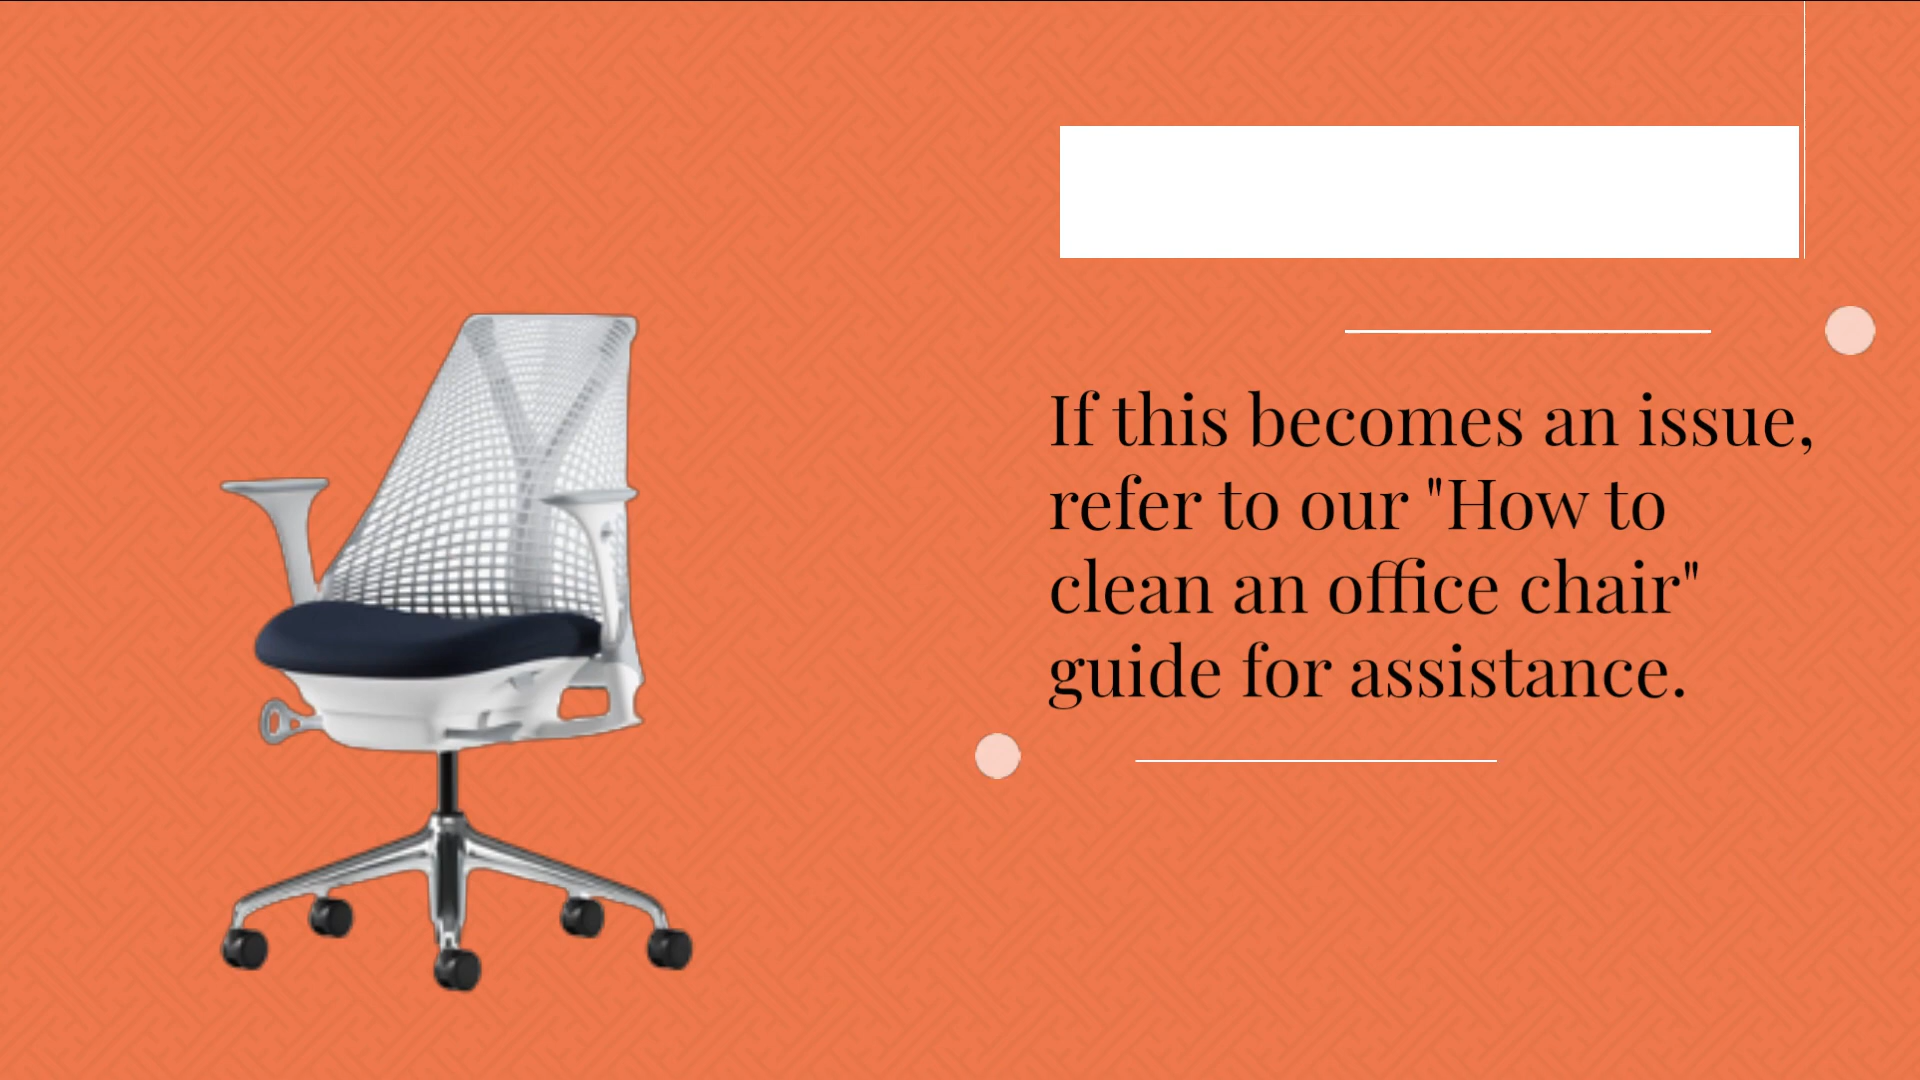 If this becomes an issue,
refer to our "How to
clean an office chair"
guide for assistance.